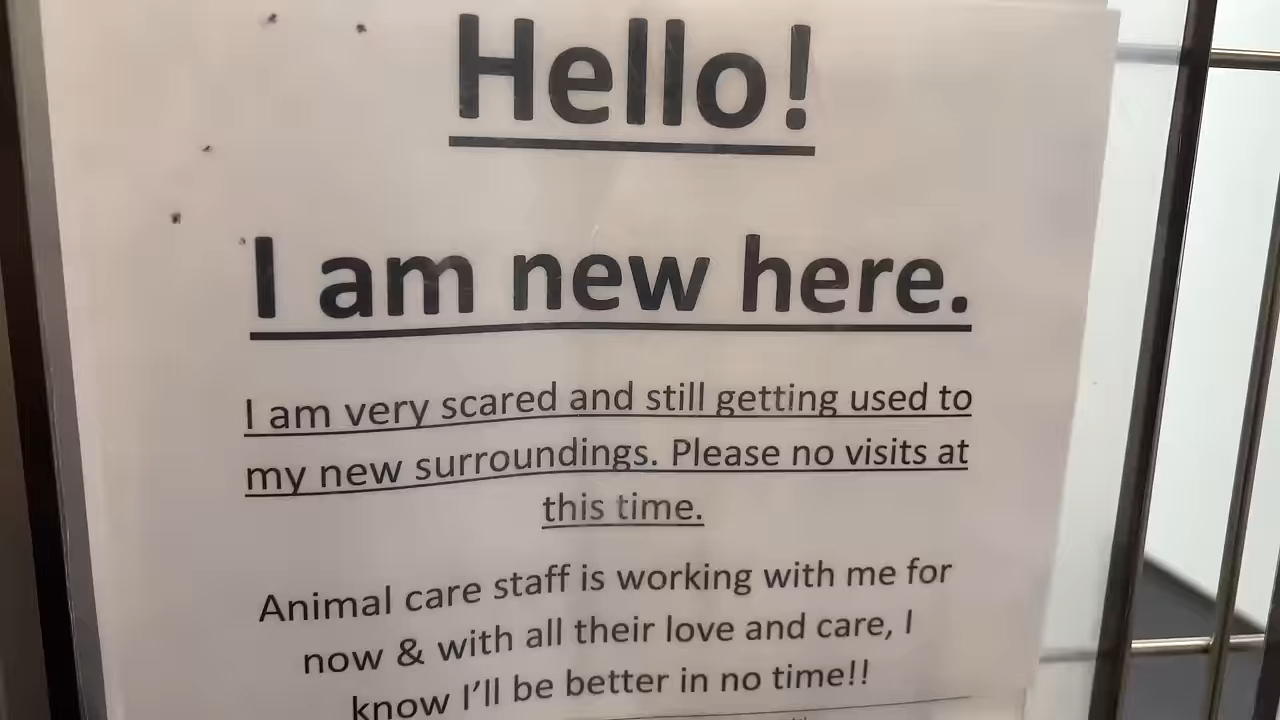 Hello!
I am new here.
I am very scared and still getting used to
my new surroundings. Please no visits at
this time.
Animal care staff is working with me for
now & with all their love and care, I
know I'll be better in no time!!